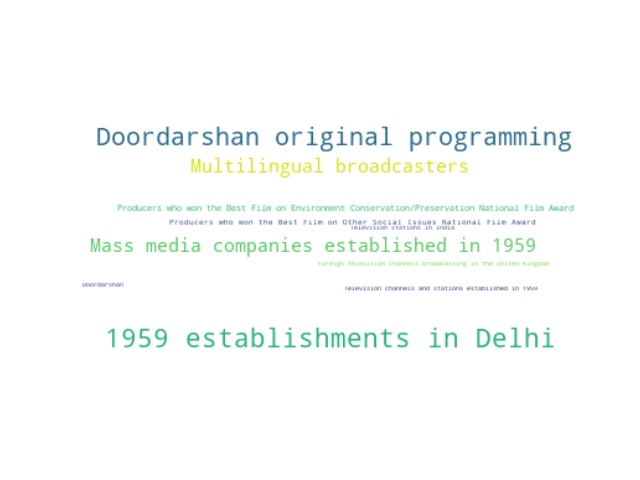 Doordarshan original programming
Multilingual broadcasters
Producers who won the Best Film on Environment Conservation/Preservation National Film Award
Producers who won the Best Film on Other Social Issues National Film Award
Television stations in India
Mass media companies established in 1959
Foreign television channels broadcasting in the United Kingdom
Doordarshan
Television channels and stations established in 1959
1959 establishments in Delhi